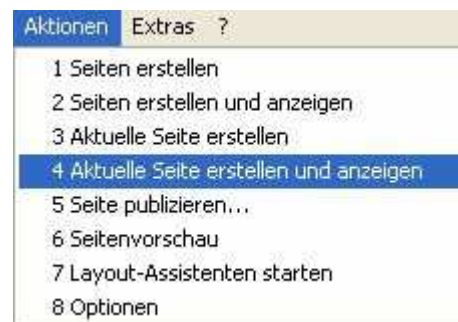 Aktionen Extras ?
1 Seiten erstellen
2 Seiten erstellen und anzeigen
3 Aktuelle Seite erstellen
4 Aktuelle Seite erstellen und anzeigen
5 Seite publizieren...
6 Seitenvorschau
7 Layout-Assistenten starten
8 Optionen